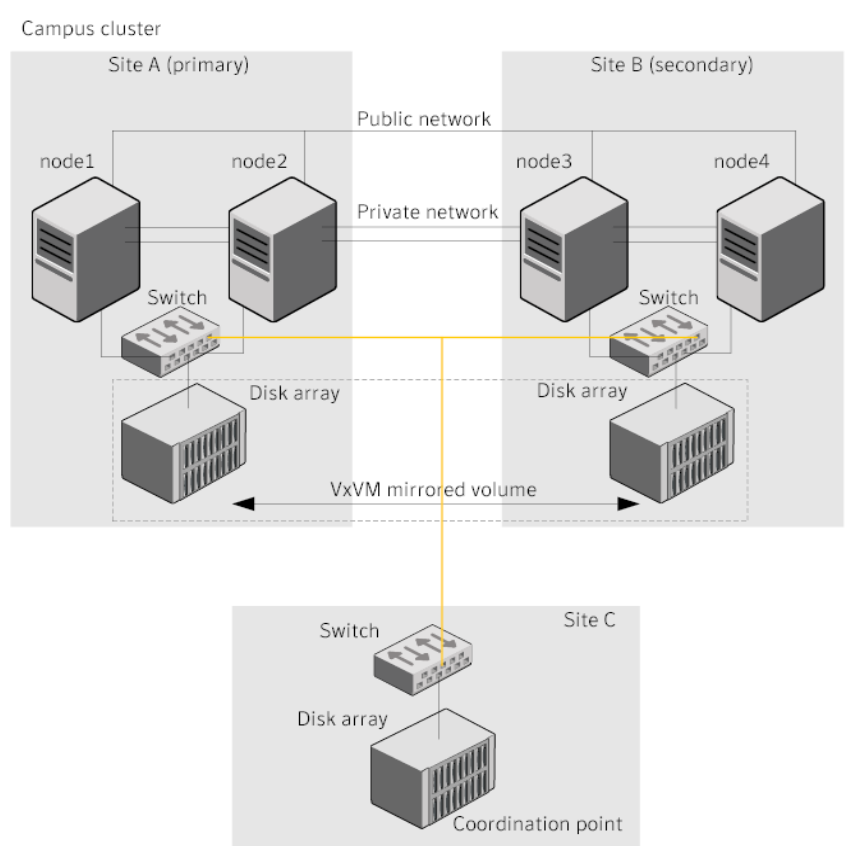 Campus cluster
Site A (primary)
Site B (secondary)
Public network
node1
node2
node3
node4
Private network
Switch
Switch
Disk array
Disk array
VxVM mirrored volume
Site C
Switch
Disk array
Coordination point